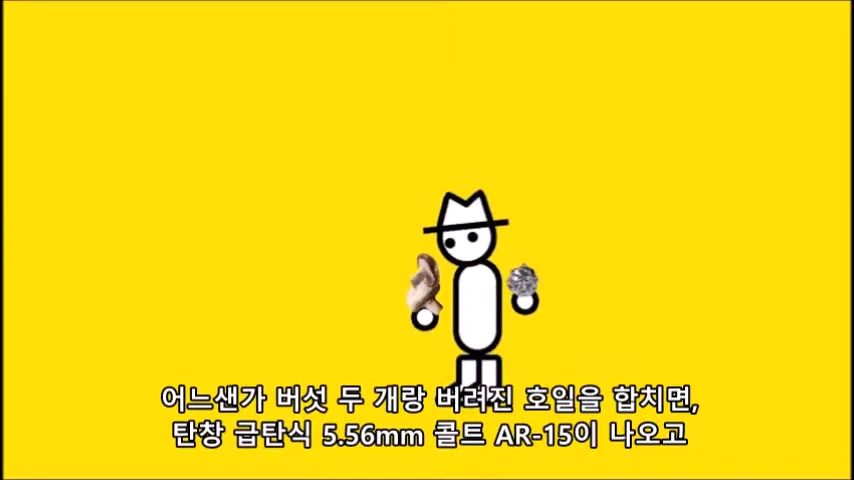 어느샌가 버섯 두 개랑 버려진 호일을 합치면,
탄창 급탄식 5.56mm 콜트 AR-15이 나오고